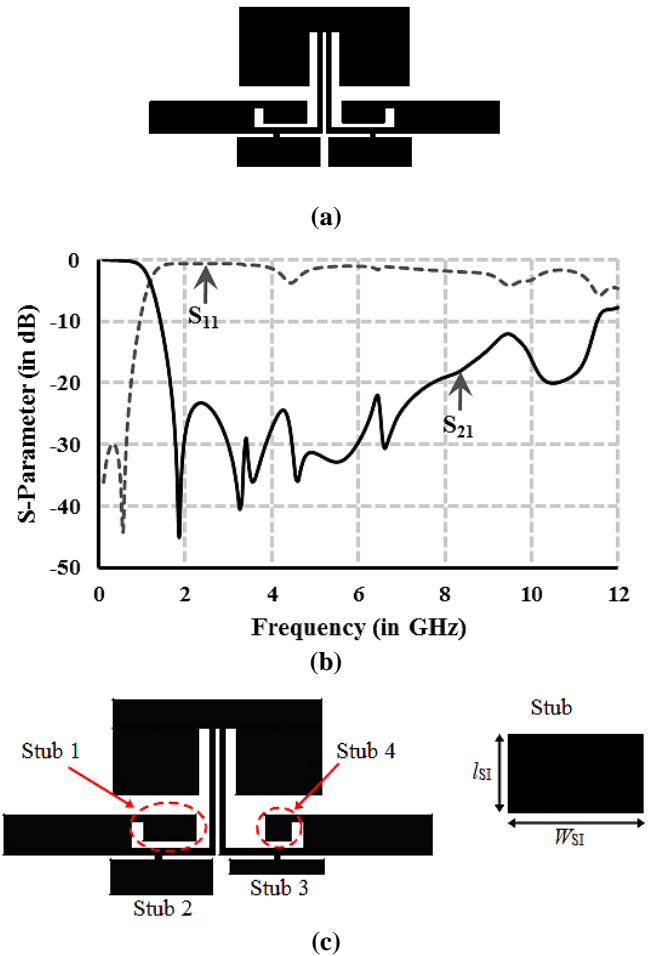 (a)
0
-10
-20
-30
-40
-50
S-Parameter (in dB)
S11
S21
0 2 4 6 8 10 12
Frequency (in GHz)
(b)
Stub 1
Stub 4
Stub
lSI
WSI
Stub 2
Stub 3
(c)